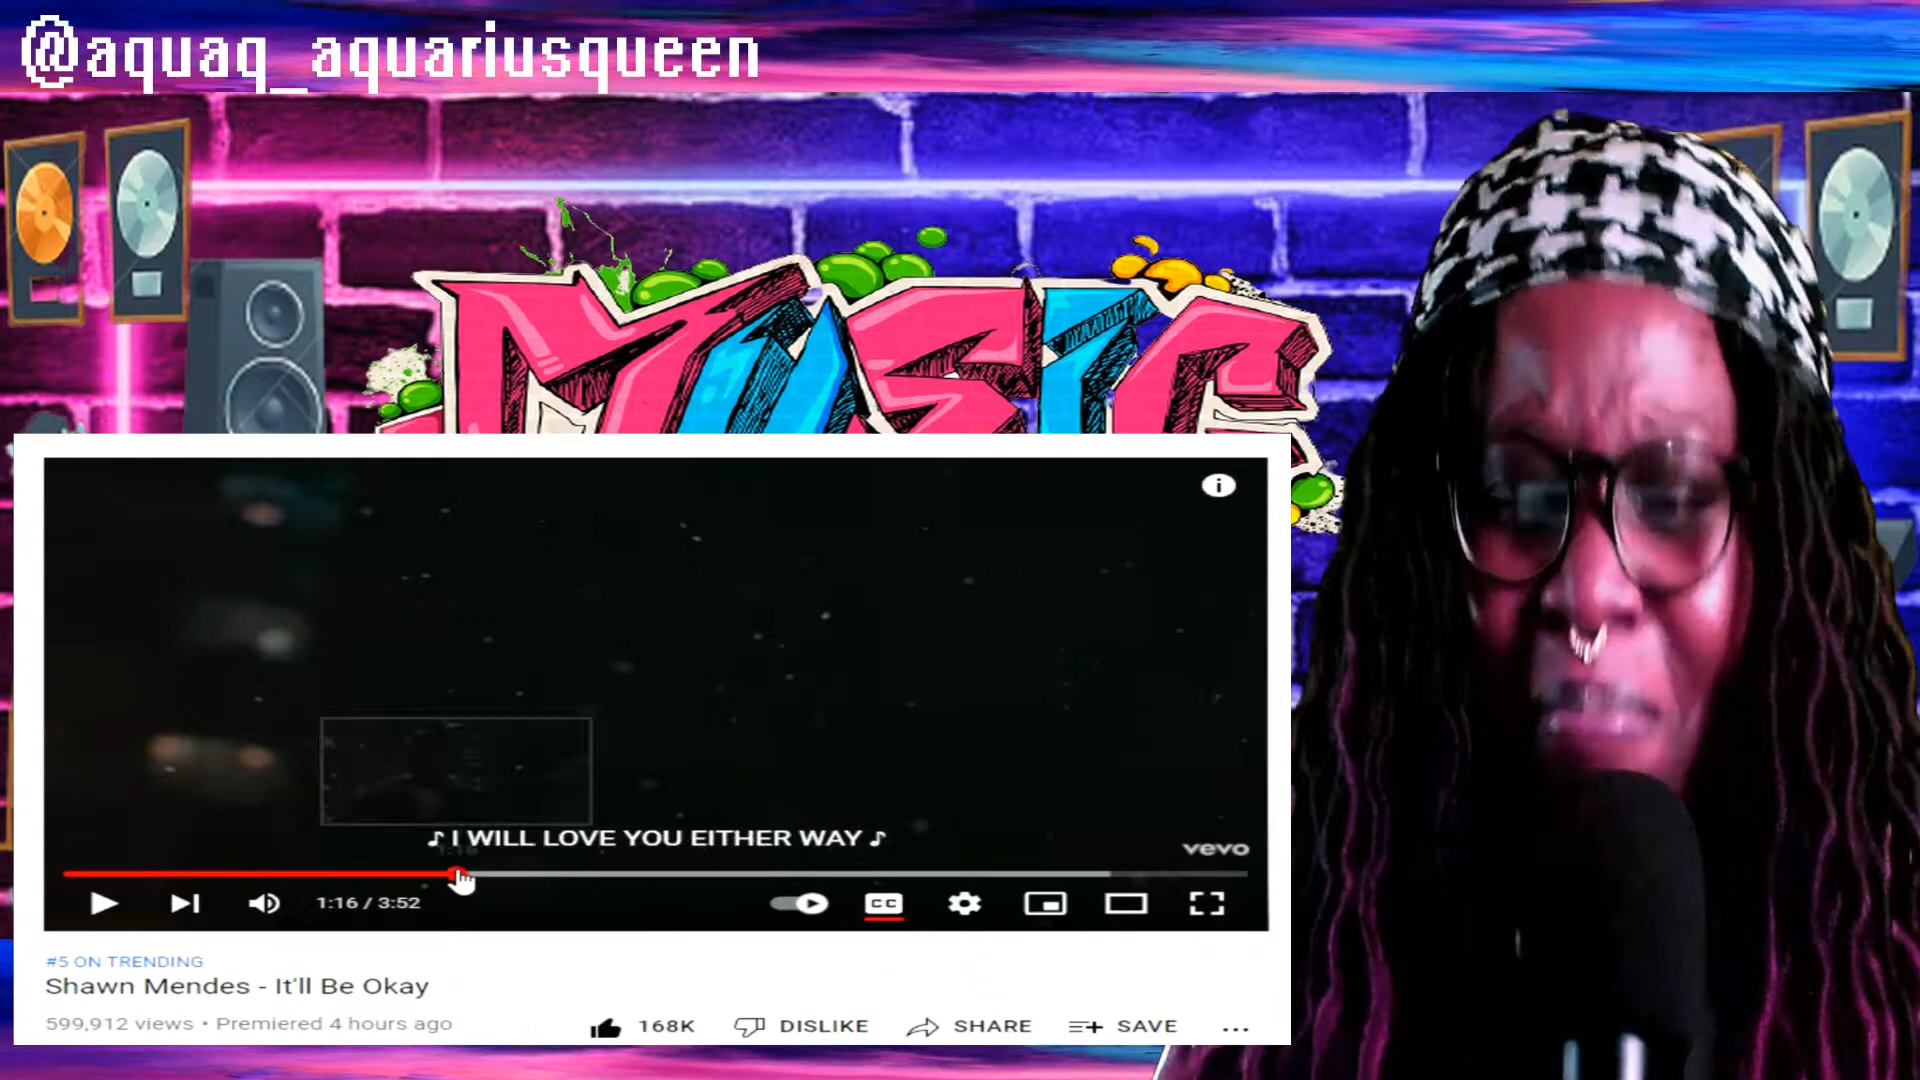 @aquaq_aquariusqueen
MUSIC
♪ I WILL LOVE YOU EITHER WAY ♪
vevo
1:16 / 3:52
CC
#5 ON TRENDING
Shawn Mendes - It'll Be Okay
599,912 views • Premiered 4 hours ago
168K DISLIKE SHARE SAVE ...